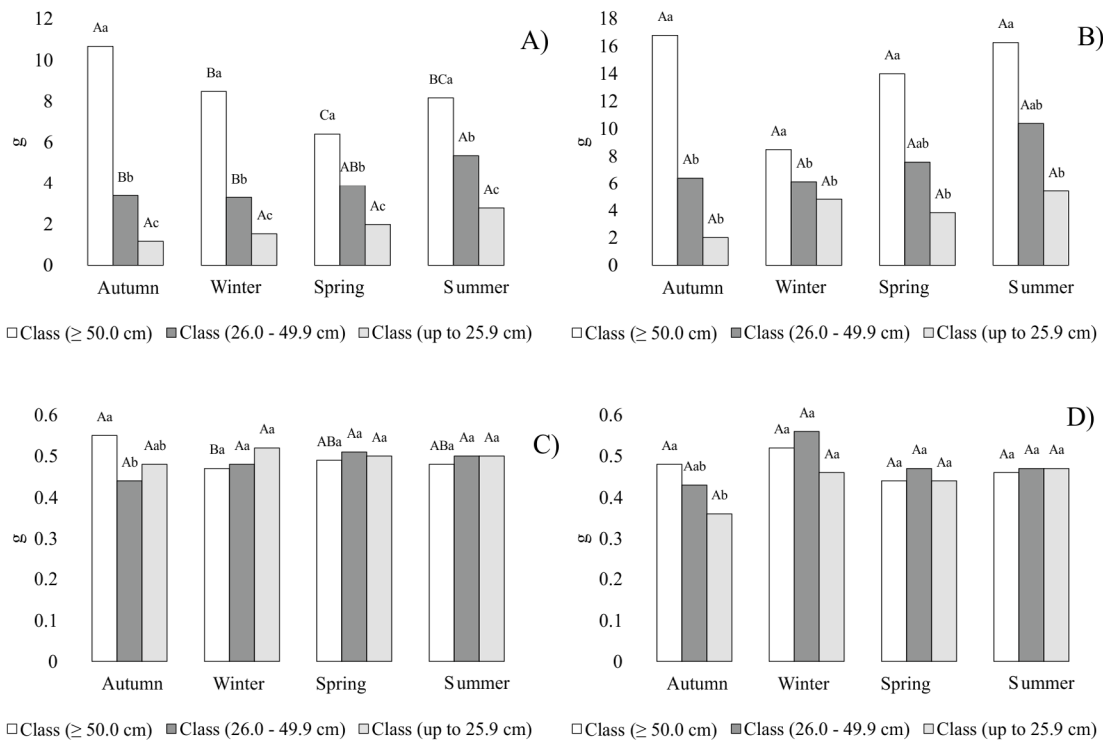 A)
12
10
8
6
4
2
0
g
Aa
Bb
Ac
Ba
Bb
Ac
Ca
ABb
Ac
BCa
Ab
Ac
Autumn Winter Spring Summer
Class (≥ 50.0 cm) Class (26.0 - 49.9 cm) Class (up to 25.9 cm)
B)
18
16
14
12
10
8
6
4
2
0
g
Aa
Ab
Ab
Aa
Ab
Ab
Aa
Aab
Ab
Aa
Aab
Ab
Autumn Winter Spring Summer
Class (≥ 50.0 cm) Class (26.0 - 49.9 cm) Class (up to 25.9 cm)
C)
0.6
0.5
0.4
0.3
0.2
0.1
0
g
Aa
Ab
Aab
Ba
Aa
Aa
ABa
Aa
Aa
ABa
Aa
Aa
Autumn Winter Spring Summer
Class (≥ 50.0 cm) Class (26.0 - 49.9 cm) Class (up to 25.9 cm)
D)
0.6
0.5
0.4
0.3
0.2
0.1
0
g
Aa
Aab
Ab
Aa
Aa
Aa
Aa
Aa
Aa
Aa
Aa
Aa
Autumn Winter Spring Summer
Class (≥ 50.0 cm) Class (26.0 - 49.9 cm) Class (up to 25.9 cm)